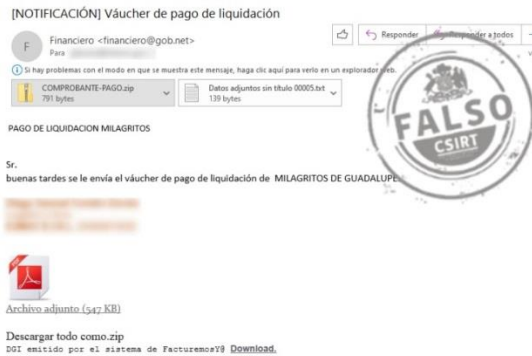 [NOTIFICACIÓN] Váucher de pago de liquidación
F
Financiero <financiero@gob.net>
Para
Responder
Responder a todos
Si hay problemas con el modo en que se muestra este mensaje, haga clic aquí para verlo en un explorador web.
COMPROBANTE-PAGO.zip
791 bytes
Datos adjuntos sin título 00005.txt
139 bytes
FALSO
CSIRT
PAGO DE LIQUIDACION MILAGRITOS
Sr.
buenas tardes se le envía el váucher de pago de liquidación de MILAGRITOS DE GUADALUPE
Archivo adjunto (547 KB)
Descargar todo como.zip
DGI emitido por el sistema de FacturemosY@ Download.